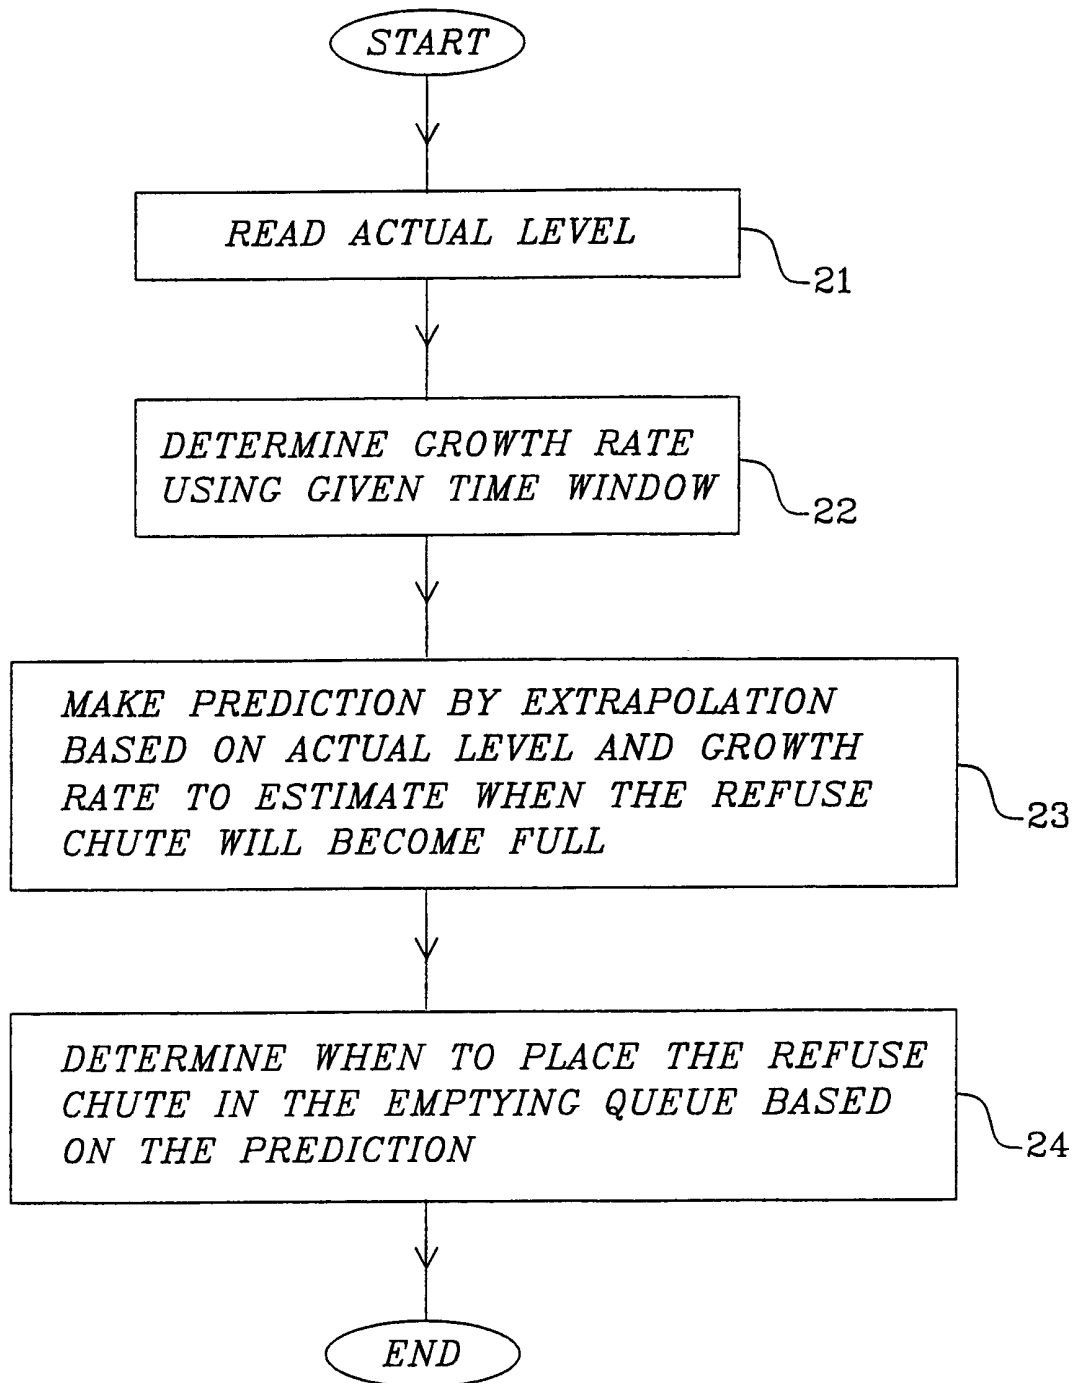 START
READ ACTUAL LEVEL
21
DETERMINE GROWTH RATE
USING GIVEN TIME WINDOW
22
MAKE PREDICTION BY EXTRAPOLATION
BASED ON ACTUAL LEVEL AND GROWTH
RATE TO ESTIMATE WHEN THE REFUSE
CHUTE WILL BECOME FULL
23
DETERMINE WHEN TO PLACE THE REFUSE
CHUTE IN THE EMPTYING QUEUE BASED
ON THE PREDICTION
24
END